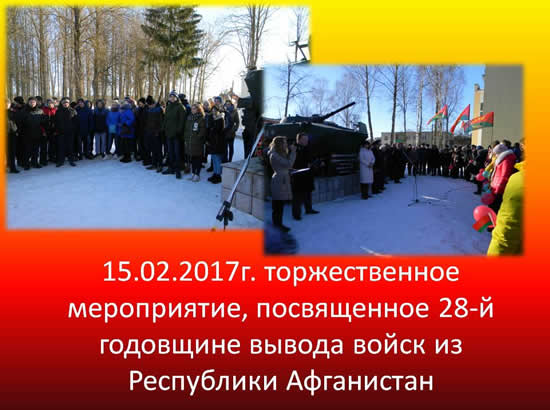 15.02.2017г. торжественное
мероприятие, посвященное 28-й
годовщине вывода войск из
Республики Афганистан